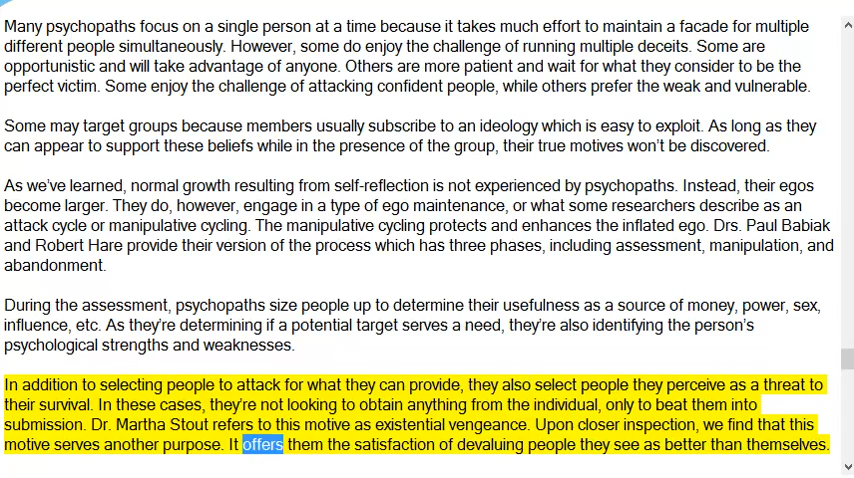 Many psychopaths focus on a single person at a time because it takes much effort to maintain a facade for multiple
different people simultaneously. However, some do enjoy the challenge of running multiple deceits. Some are
opportunistic and will take advantage of anyone. Others are more patient and wait for what they consider to be the
perfect victim. Some enjoy the challenge of attacking confident people, while others prefer the weak and vulnerable.
Some may target groups because members usually subscribe to an ideology which is easy to exploit. As long as they
can appear to support these beliefs while in the presence of the group, their true motives won't be discovered.
As we've learned, normal growth resulting from self-reflection is not experienced by psychopaths. Instead, their egos
become larger. They do, however, engage in a type of ego maintenance, or what some researchers describe as an
attack cycle or manipulative cycling. The manipulative cycling protects and enhances the inflated ego. Drs. Paul Babiak
and Robert Hare provide their version of the process which has three phases, including assessment, manipulation, and
abandonment.
During the assessment, psychopaths size people up to determine their usefulness as a source of money, power, sex,
influence, etc. As they're determining if a potential target serves a need, they're also identifying the person's
psychological strengths and weaknesses.
In addition to selecting people to attack for what they can provide, they also select people they perceive as a threat to
their survival. In these cases, they're not looking to obtain anything from the individual, only to beat them into
submission. Dr. Martha Stout refers to this motive as existential vengeance. Upon closer inspection, we find that this
motive serves another purpose. It offers them the satisfaction of devaluing people they see as better than themselves.